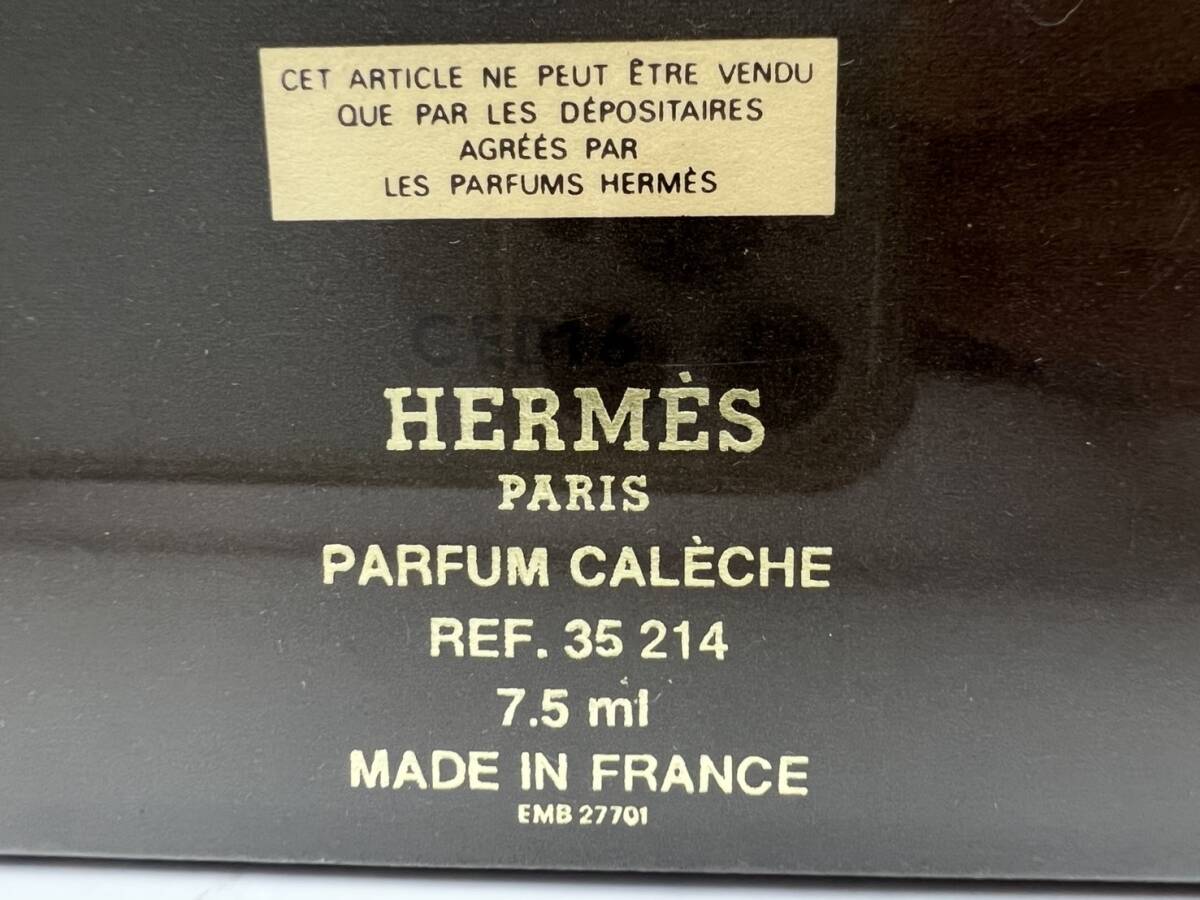 CET ARTICLE NE PEUT ÊTRE VENDU
QUE PAR LES DÉPOSITAIRES
AGRÉÉS PAR
LES PARFUMS HERMÈS
HERMÈS
PARIS
PARFUM CALÈCHE
REF. 35 214
7.5 ml
MADE IN FRANCE
EMB 27701